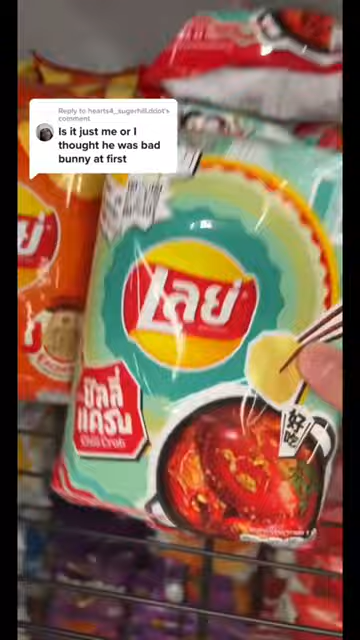 Reply to hearts4_sugerhill.ddot's
comment
Is it just me or I
thought he was bad
bunny at first
เลย์
ชิลลี่
แครบ
Chili Crab
好
吃